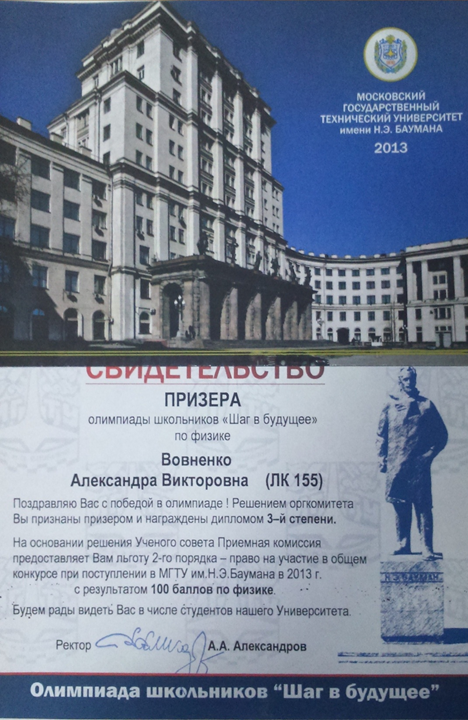 МОСКОВСКИЙ
ГОСУДАРСТВЕННЫЙ
ТЕХНИЧЕСКИЙ УНИВЕРСИТЕТ
имени Н.Э. БАУМАНА
2013
СВИДЕТЕЛЬСТВО
ПРИЗЕРА
олимпиады школьников «Шаг в будущее»
по физике
Вовненко
Александра Викторовна (ЛК 155)
Поздравляю Вас с победой в олимпиаде ! Решением оргкомитета
Вы признаны призером и награждены дипломом 3–й степени.
На основании решения Ученого совета Приемная комиссия
предоставляет Вам льготу 2-го порядка – право на участие в общем
конкурсе при поступлении в МГТУ им.Н.Э.Баумана в 2013 г.
с результатом 100 баллов по физике.
Будем рады видеть Вас в числе студентов нашего Университета.
Н.Э.БАУМАН
Ректор А.А. Александров
Олимпиада школьников “Шаг в будущее”